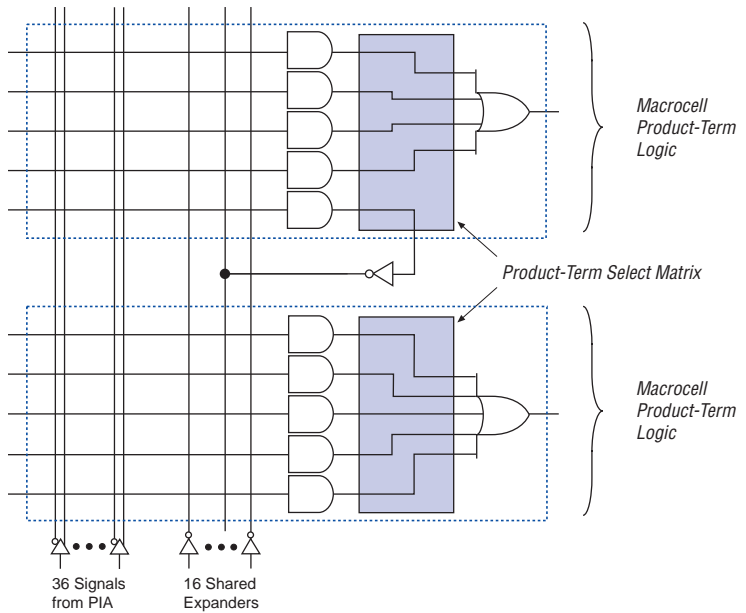 Macrocell
Product-Term
Logic
Product-Term Select Matrix
Macrocell
Product-Term
Logic
36 Signals
from PIA
16 Shared
Expanders